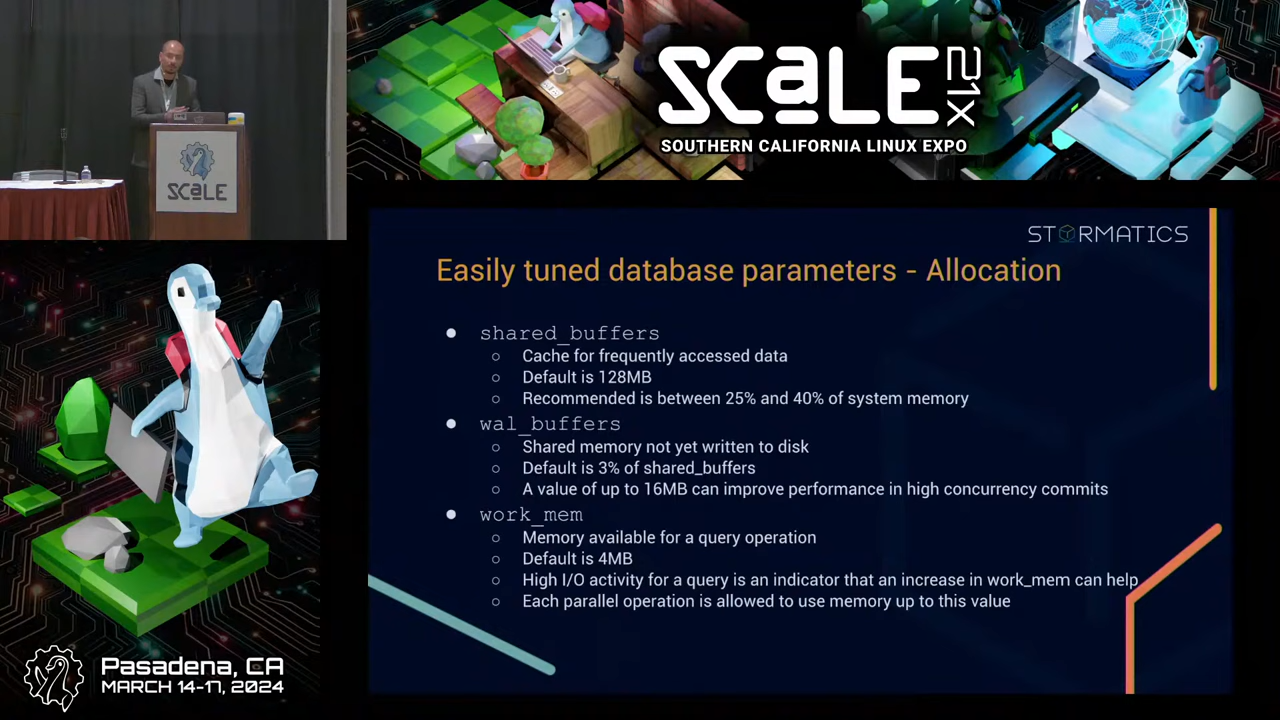 SCaLE 21X
SOUTHERN CALIFORNIA LINUX EXPO
SCaLE
STORMATICS
Easily tuned database parameters - Allocation
● shared_buffers
○ Cache for frequently accessed data
○ Default is 128MB
○ Recommended is between 25% and 40% of system memory
● wal_buffers
○ Shared memory not yet written to disk
○ Default is 3% of shared_buffers
○ A value of up to 16MB can improve performance in high concurrency commits
● work_mem
○ Memory available for a query operation
○ Default is 4MB
○ High I/O activity for a query is an indicator that an increase in work_mem can help
○ Each parallel operation is allowed to use memory up to this value
Pasadena, CA
MARCH 14-17, 2024